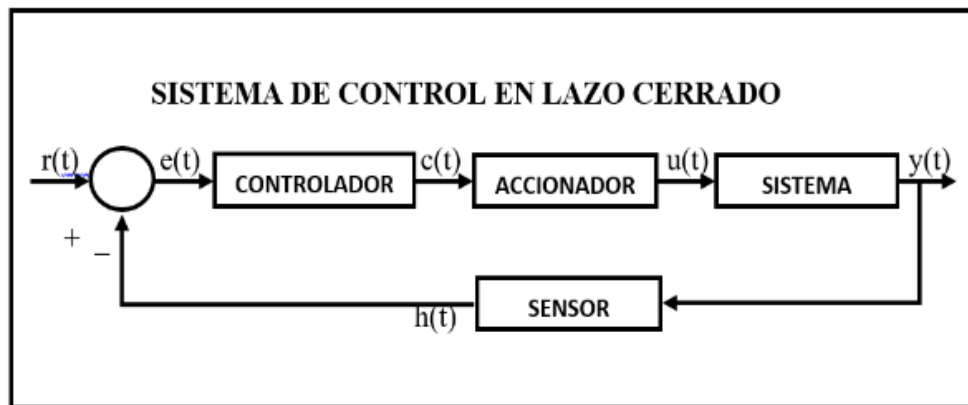 SISTEMA DE CONTROL EN LAZO CERRADO
r(t) e(t) CONTROLADOR c(t) ACCIONADOR u(t) SISTEMA y(t)
+ −
h(t) SENSOR